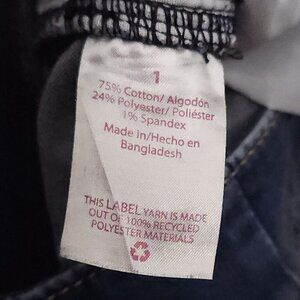 1
75% Cotton/ Algodón
24% Polyester/ Poliéster
1% Spandex
Made in/Hecho en
Bangladesh
THIS LABEL YARN IS MADE
OUT OF 100% RECYCLED
POLYESTER MATERIALS